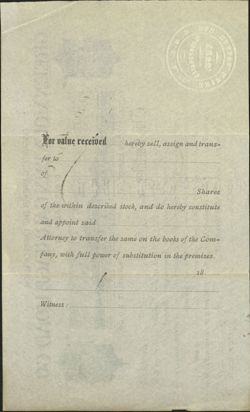 For value received hereby sell, assign and trans-
fer to
of
Shares
of the within described stock, and do hereby constitute
and appoint said
Attorney to transfer the same on the books of the Com-
pany, with full power of substitution in the premises.
18
Witness: